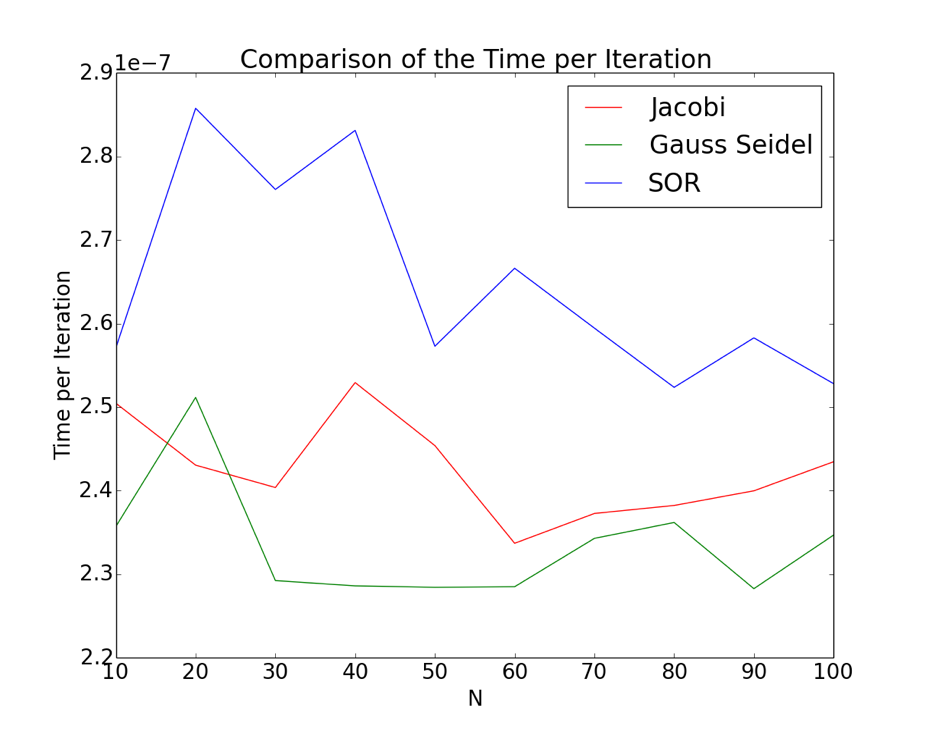 Comparison of the Time per Iteration
1e−7
2.9
2.8
2.7
2.6
2.5
2.4
2.3
2.2
Time per Iteration
Jacobi
Gauss Seidel
SOR
10 20 30 40 50 60 70 80 90 100
N